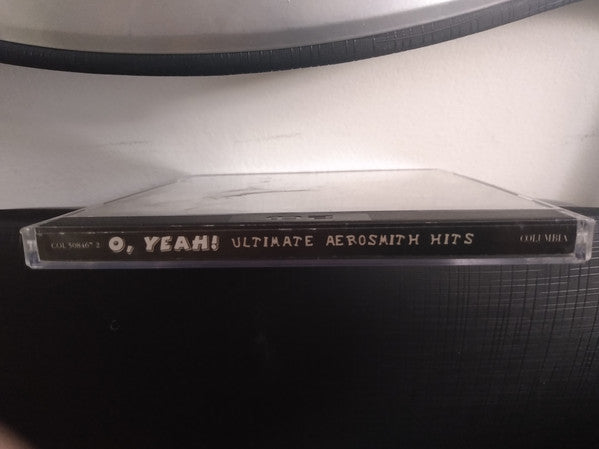 COL 508467 2 O, YEAH! ULTIMATE AEROSMITH HITS COLUMBIA